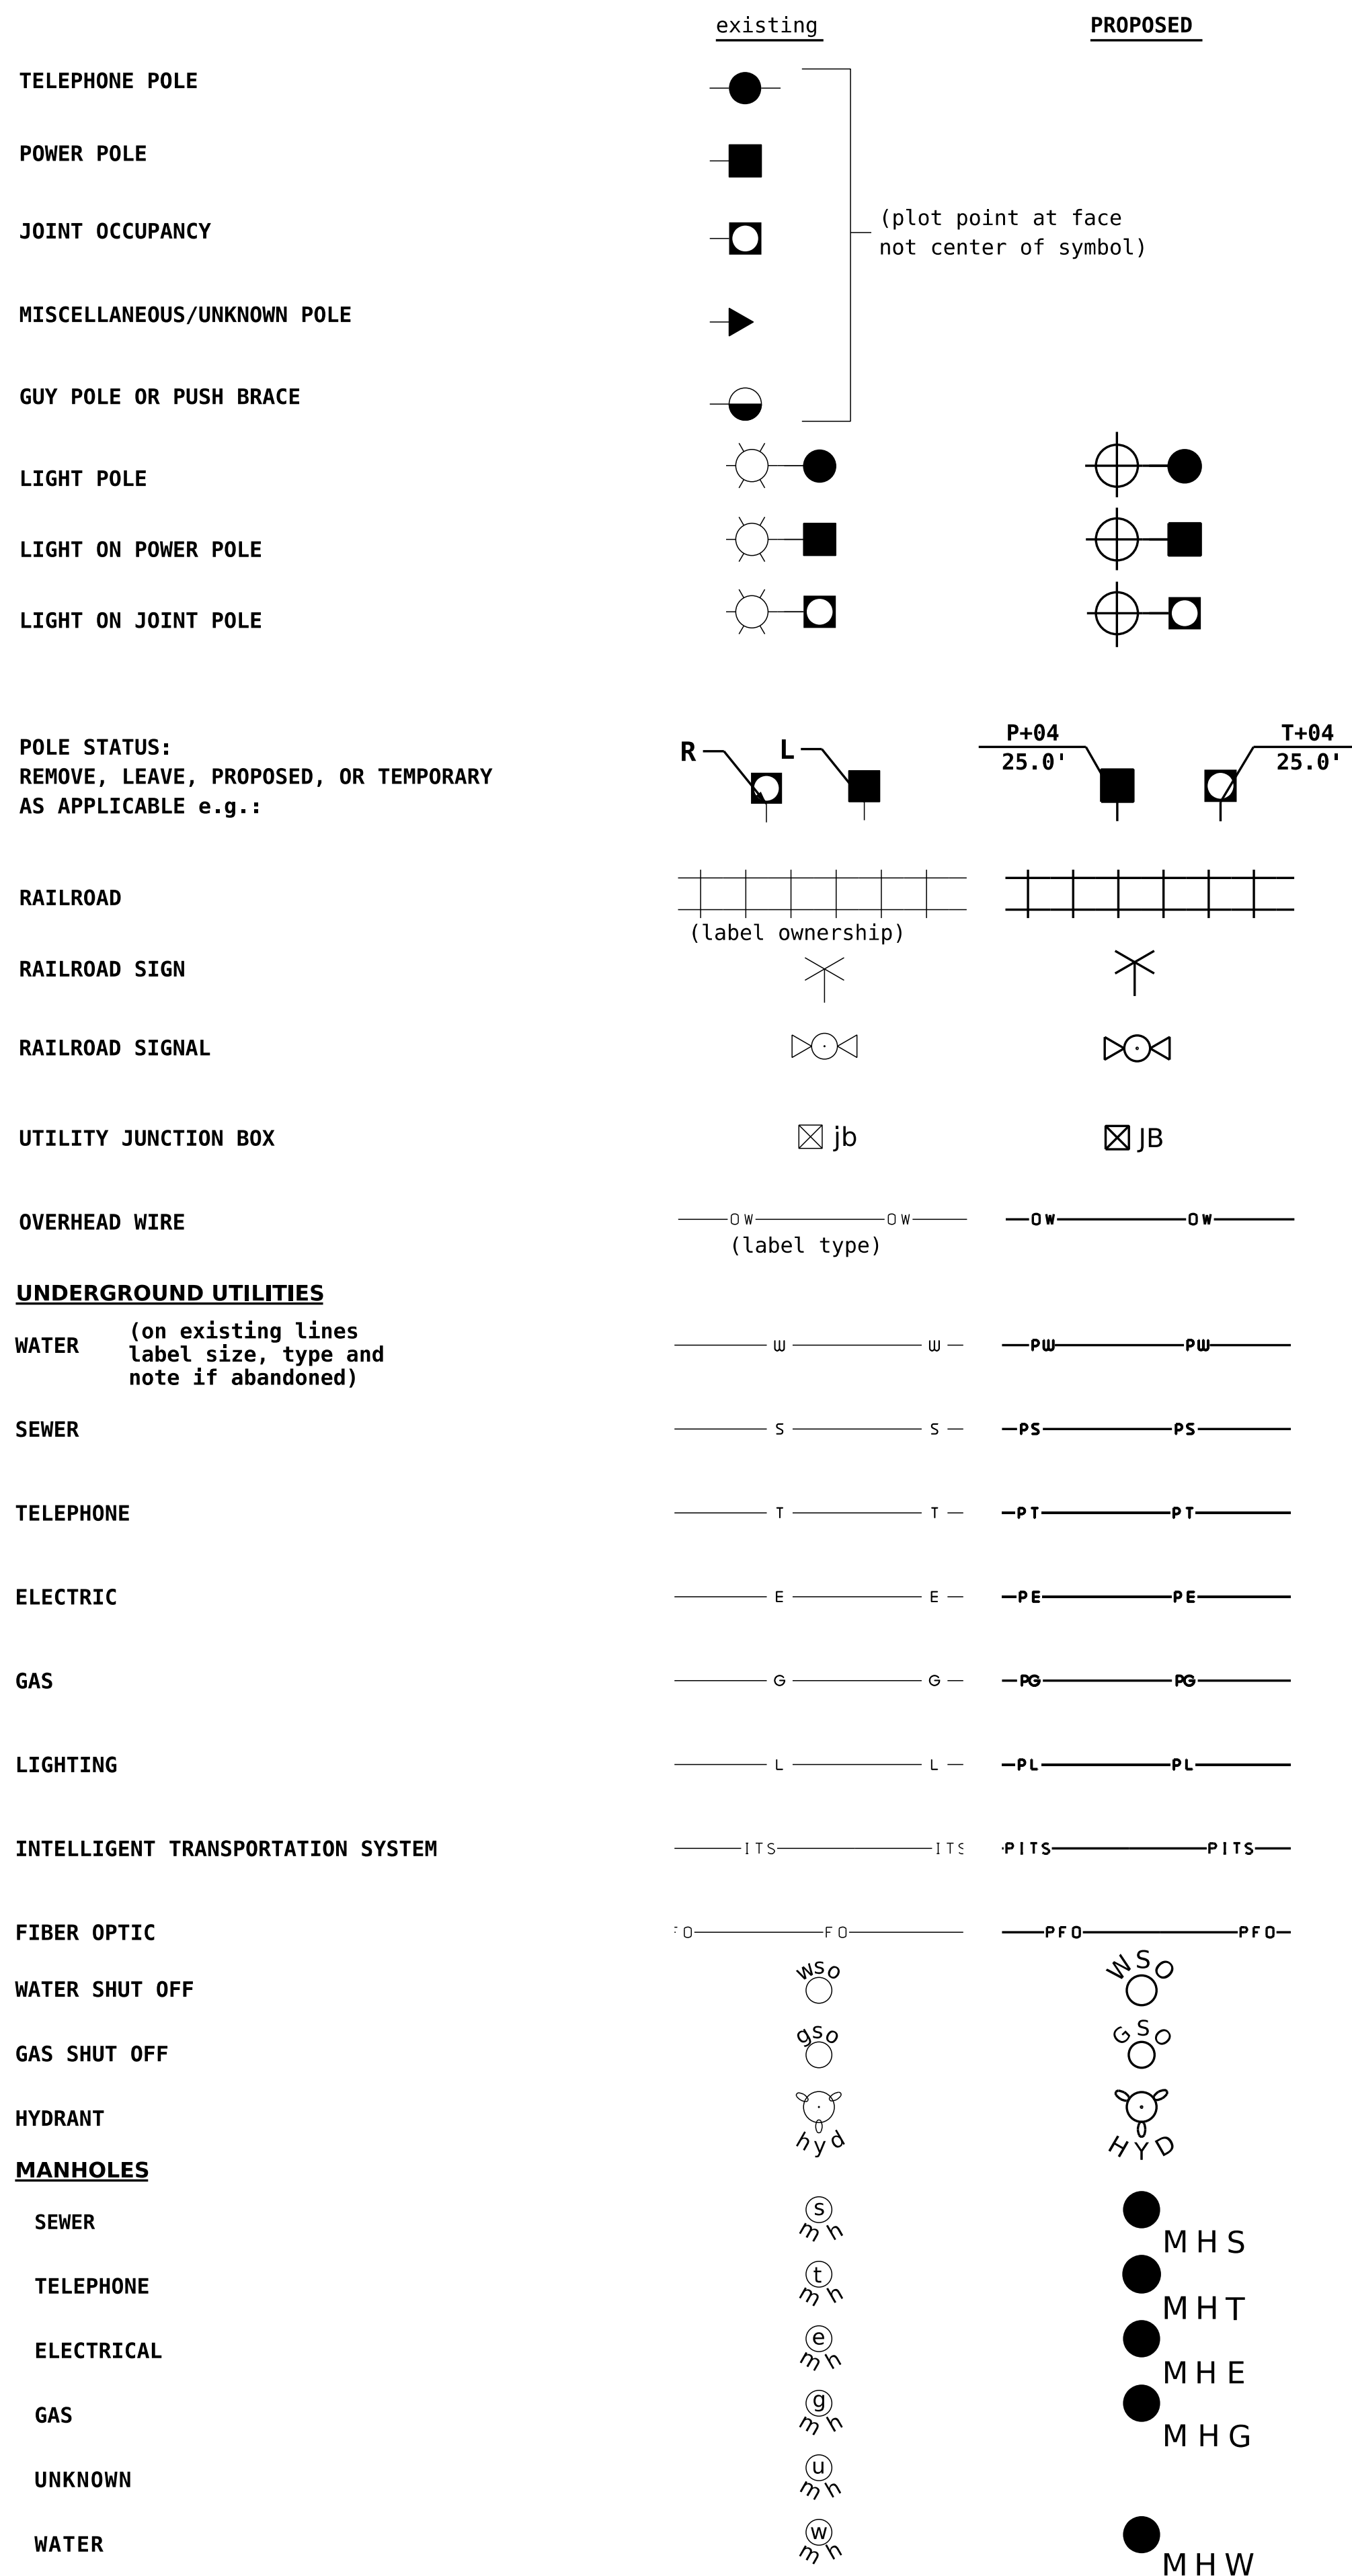 existing PROPOSED
TELEPHONE POLE
POWER POLE
(plot point at face
JOINT OCCUPANCY
not center of symbol)
MISCELLANEOUS/UNKNOWN POLE
GUY POLE OR PUSH BRACE
LIGHT POLE
LIGHT ON POWER POLE
LIGHT ON JOINT POLE
P+04 T+04
POLE STATUS: R L
25.0' 25.0'
REMOVE, LEAVE, PROPOSED, OR TEMPORARY
AS APPLICABLE e.g.:
RAILROAD
(label ownership)
RAILROAD SIGN
RAILROAD SIGNAL
UTILITY JUNCTION BOX jb JB
OVERHEAD WIRE OW OW OW OW
(label type)
UNDERGROUND UTILITIES
(on existing lines
WATER W W PW PW
label size, type and
note if abandoned)
SEWER S S PS PS
TELEPHONE T T PT PT
ELECTRIC E E PE PE
GAS G G PG PG
LIGHTING L L PL PL
INTELLIGENT TRANSPORTATION SYSTEM ITS ITS PITS PITS
FIBER OPTIC FO FO PFO PFO
WATER SHUT OFF wso WSO
GAS SHUT OFF gso GSO
HYDRANT hyd HYD
MANHOLES
SEWER s mh MHS
TELEPHONE t mh MHT
ELECTRICAL e mh MHE
GAS g mh MHG
UNKNOWN u mh
WATER w mh MHW